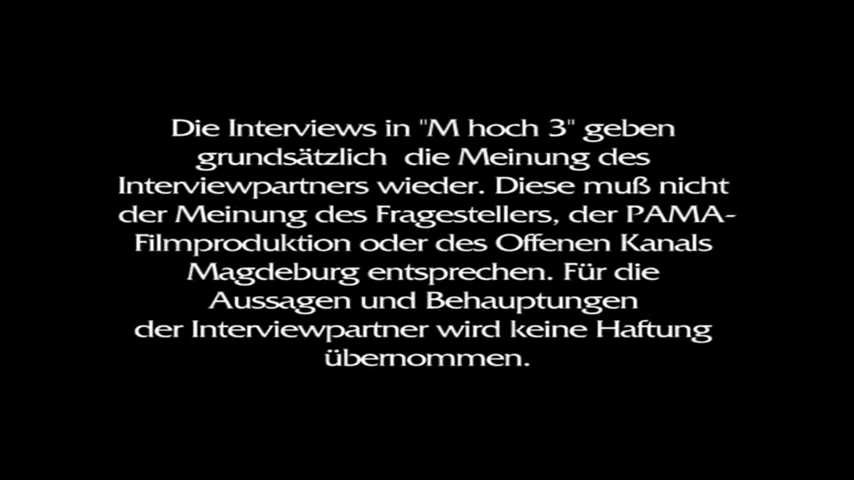 Die Interviews in "M hoch 3" geben
grundsätzlich  die Meinung des
Interviewpartners wieder. Diese muß nicht
der Meinung des Fragestellers, der PAMA-
Filmproduktion oder des Offenen Kanals
Magdeburg entsprechen. Für die
Aussagen und Behauptungen
der Interviewpartner wird keine Haftung
übernommen.